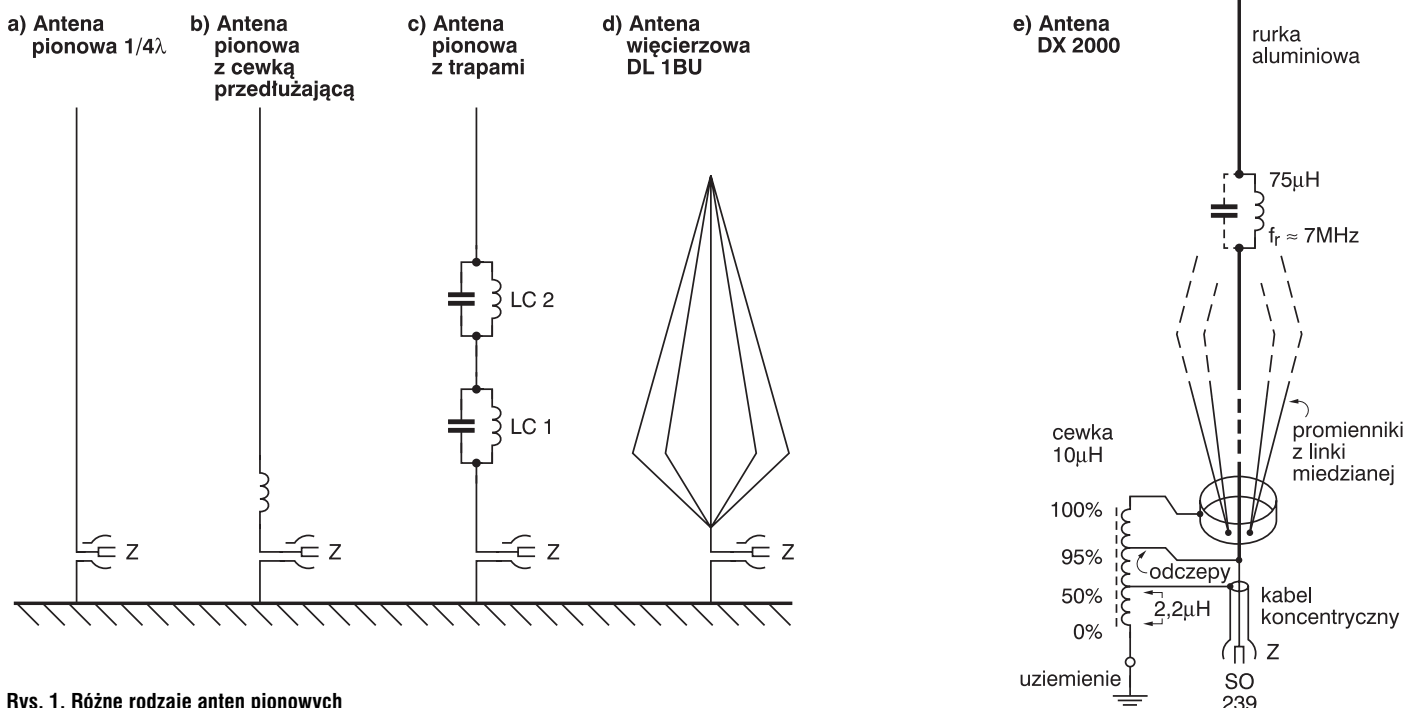 a) Antena
pionowa 1/4λ
b) Antena
pionowa
z cewką
przedłużającą
c) Antena
pionowa
z trapami
d) Antena
więcierzowa
DL 1BU
e) Antena
DX 2000
rurka
aluminiowa
75µH
fr ≈ 7MHz
LC 2
LC 1
promienniki
z linki
miedzianej
cewka
10µH
100%
95%
50%
0%
odczepy
2,2µH
kabel
koncentryczny
Z
Z
Z
Z
Z
uziemienie
SO
239
Rys. 1. Różne rodzaje anten pionowych